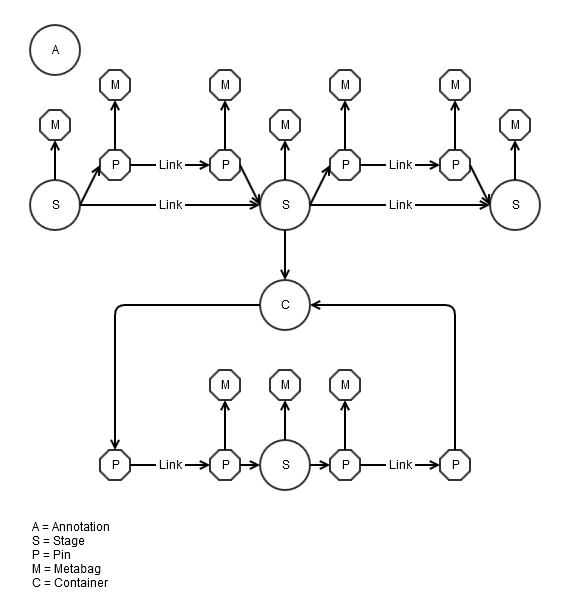 A
M M M M
M M M
P Link P P Link P
S Link S Link S
C
M M M
P Link P S P Link P
A = Annotation
S = Stage
P = Pin
M = Metabag
C = Container